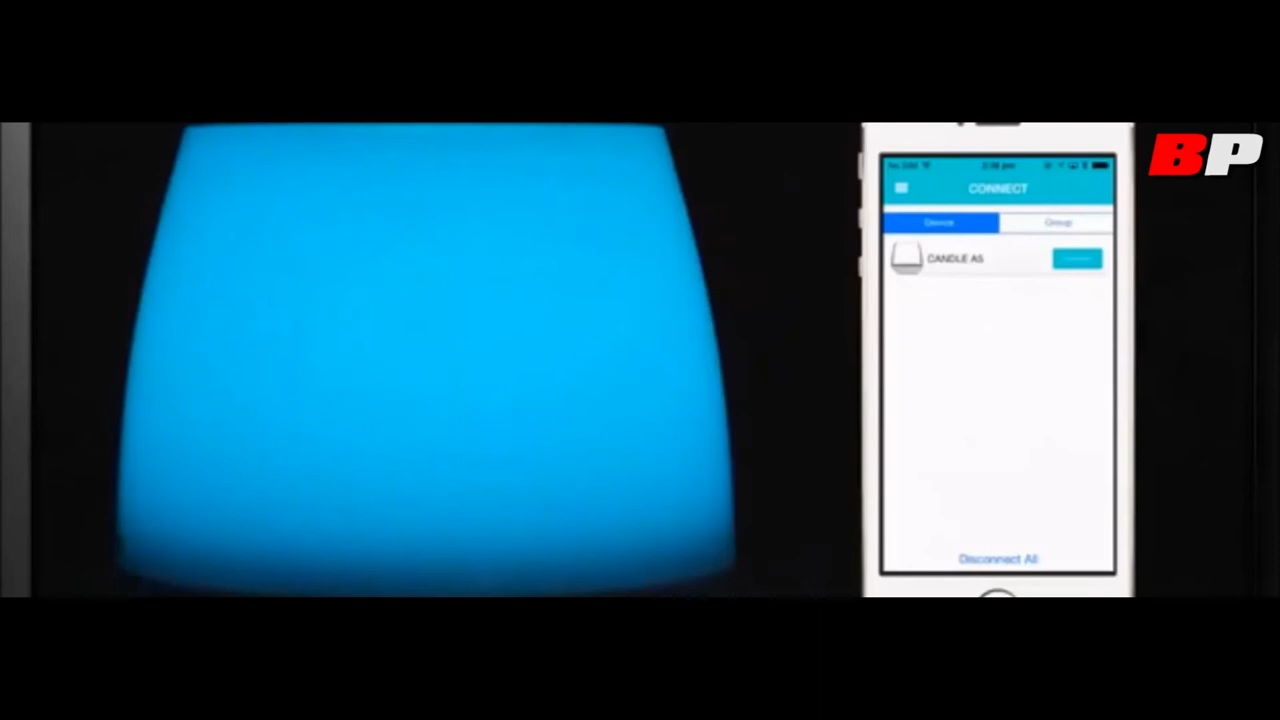 BP
CONNECT
Device Group
CANDLE A5
Disconnect All